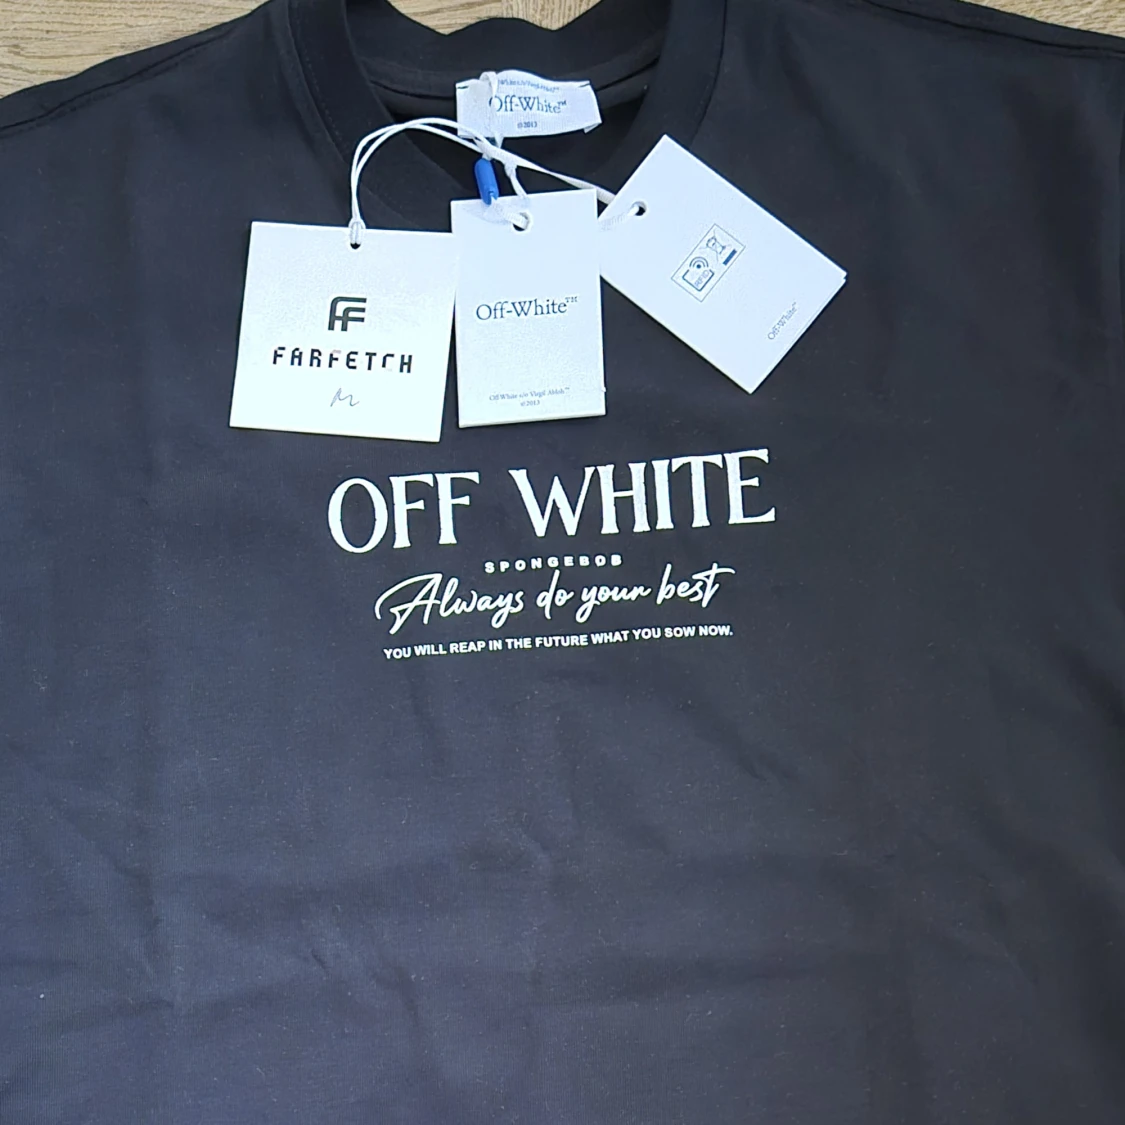 Off-White™
©2013
FARFETCH
Off-White™
Off White c/o Virgil Abloh™
©2013
RFID
Off-White™
OFF WHITE
SPONGEBOB
Always do your best
YOU WILL REAP IN THE FUTURE WHAT YOU SOW NOW.